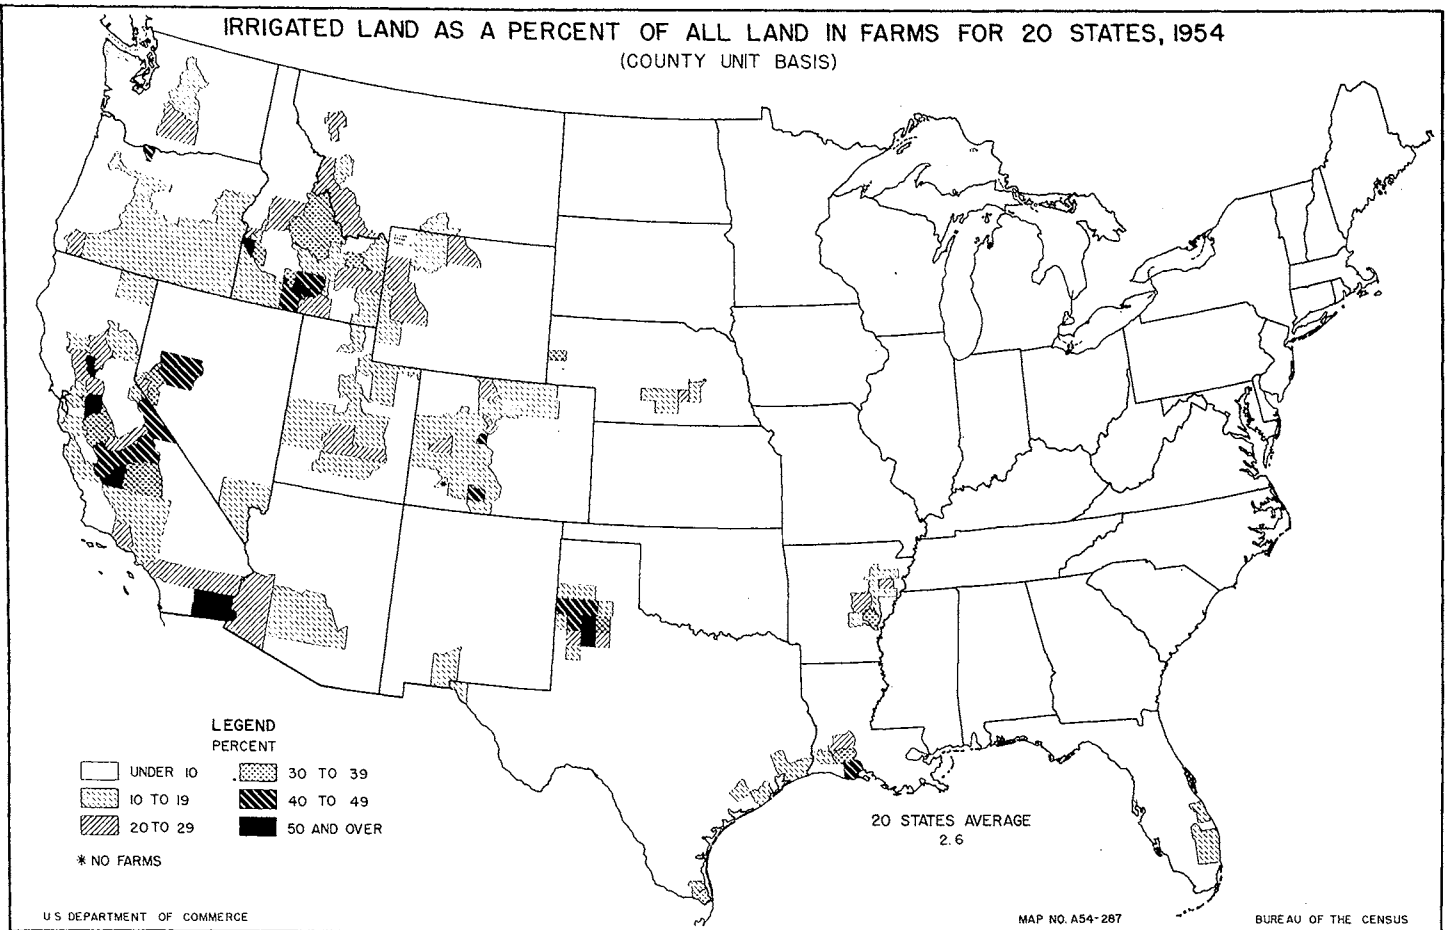 IRRIGATED LAND AS A PERCENT OF ALL LAND IN FARMS FOR 20 STATES, 1954
(COUNTY UNIT BASIS)
LEGEND
PERCENT
UNDER 10
10 TO 19
20 TO 29
30 TO 39
40 TO 49
50 AND OVER
* NO FARMS
20 STATES AVERAGE
2.6
U S DEPARTMENT OF COMMERCE
MAP NO. A54-287
BUREAU OF THE CENSUS